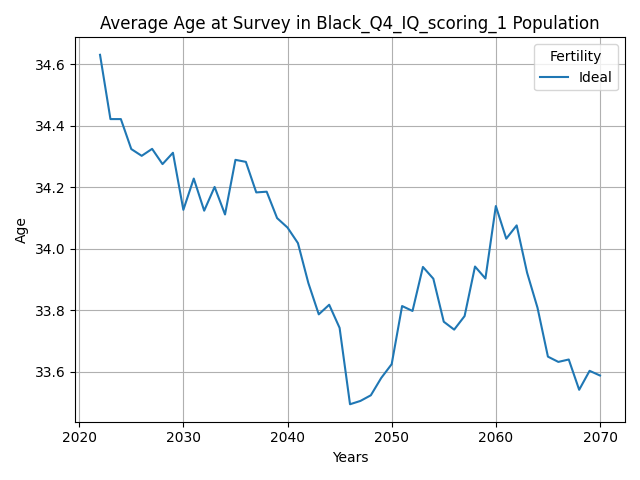 Average Age at Survey in Black_Q4_IQ_scoring_1 Population
Fertility
Ideal
34.6
34.4
34.2
34.0
33.8
33.6
Age
2020 2030 2040 2050 2060 2070
Years